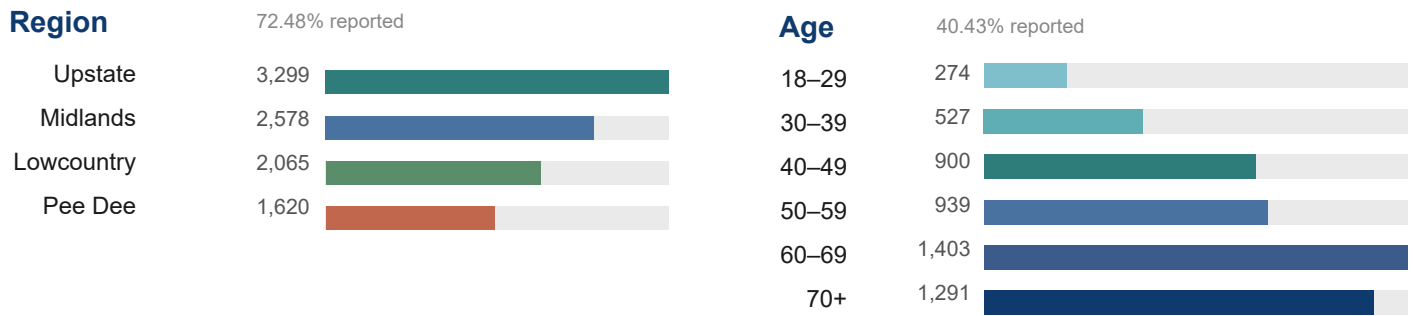 Region 72.48% reported
Upstate 3,299
Midlands 2,578
Lowcountry 2,065
Pee Dee 1,620
Age 40.43% reported
18–29 274
30–39 527
40–49 900
50–59 939
60–69 1,403
70+ 1,291